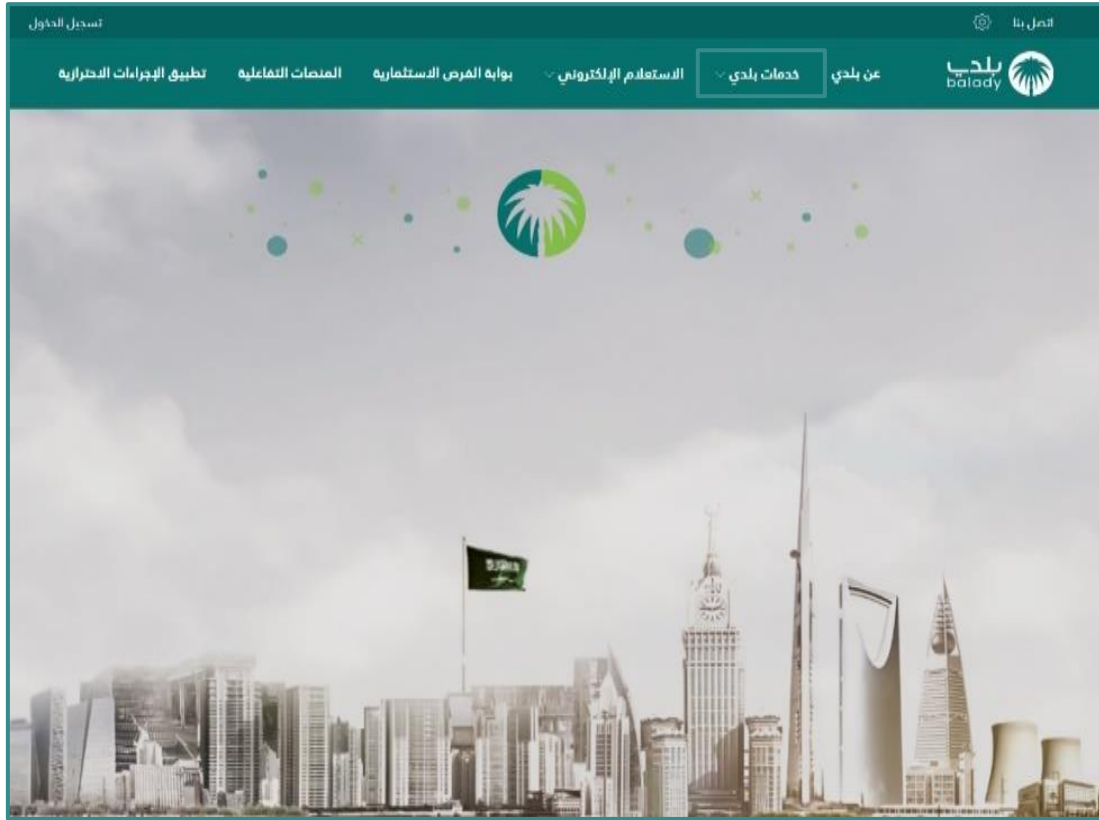 اتصل بنا
تسجيل الدخول
بلدي
balady
عن بلدي
خدمات بلدي
الاستعلام الإلكتروني
بوابة الفرص الاستثمارية
المنصات التفاعلية
تطبيق الإجراءات الاحترازية